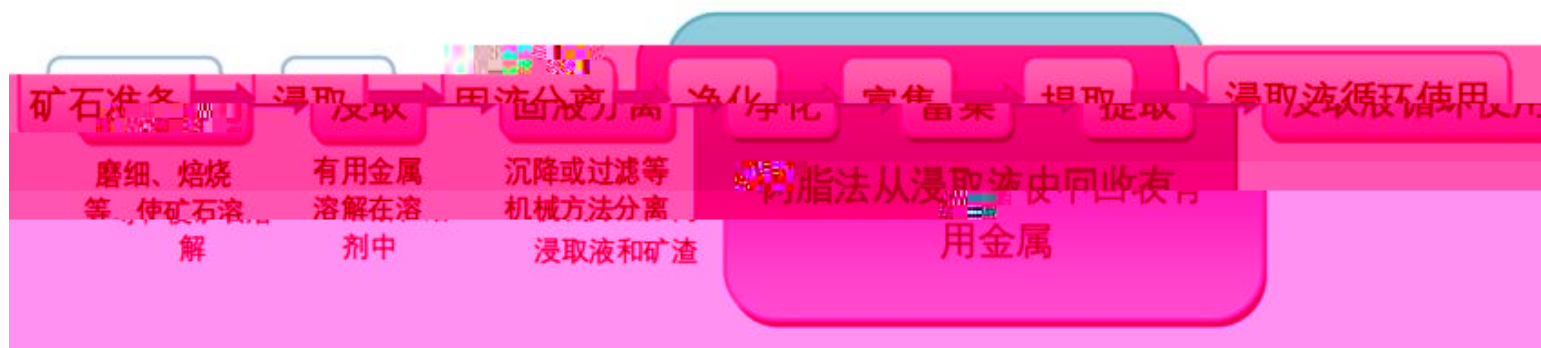 矿石准备
浸取
固液分离
净化
富集
提取
浸取液循环使用
磨细、焙烧
等，使矿石溶
解
有用金属
溶解在溶
剂中
沉降或过滤等
机械方法分离
浸取液和矿渣
树脂法从浸取液中回收有
用金属